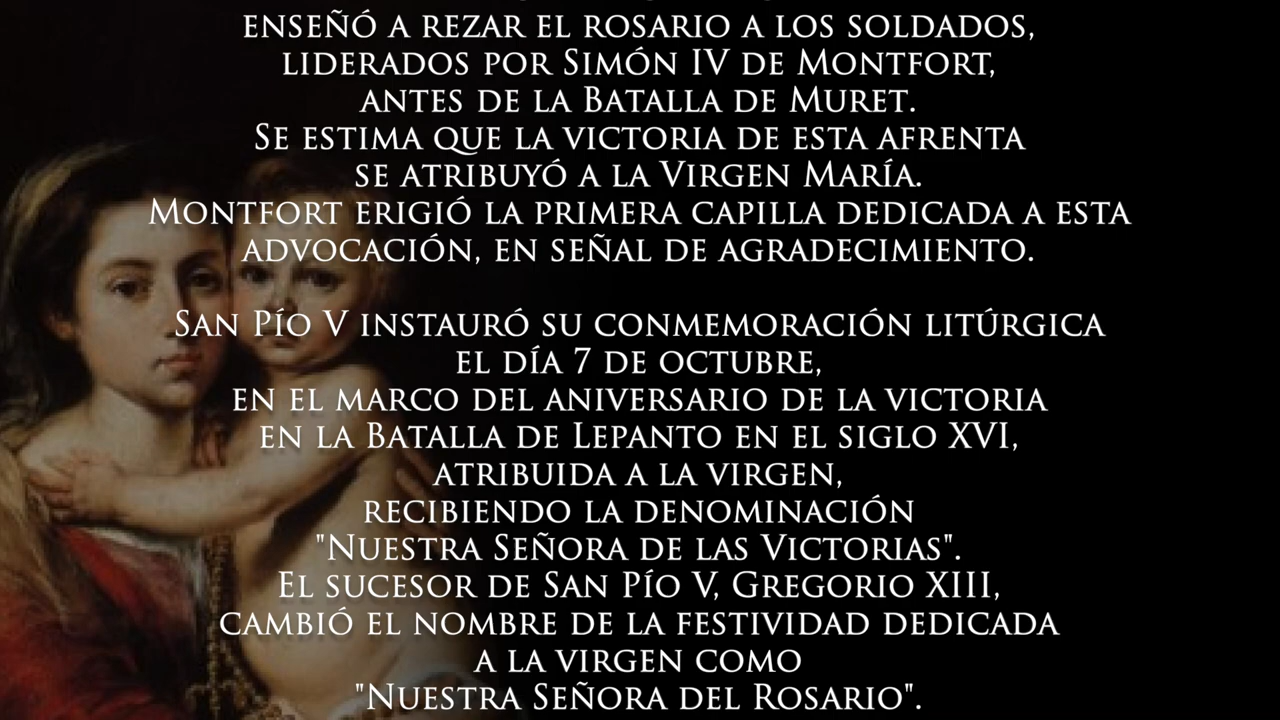 ENSEÑÓ A REZAR EL ROSARIO A LOS SOLDADOS,
LIDERADOS POR SIMÓN IV DE MONTFORT,
ANTES DE LA BATALLA DE MURET.
SE ESTIMA QUE LA VICTORIA DE ESTA AFRENTA
SE ATRIBUYÓ A LA VIRGEN MARÍA.
MONTFORT ERIGIÓ LA PRIMERA CAPILLA DEDICADA A ESTA
ADVOCACIÓN, EN SEÑAL DE AGRADECIMIENTO.
SAN PÍO V INSTAURÓ SU CONMEMORACIÓN LITÚRGICA
EL DÍA 7 DE OCTUBRE,
EN EL MARCO DEL ANIVERSARIO DE LA VICTORIA
EN LA BATALLA DE LEPANTO EN EL SIGLO XVI,
ATRIBUIDA A LA VIRGEN,
RECIBIENDO LA DENOMINACIÓN
"NUESTRA SEÑORA DE LAS VICTORIAS".
EL SUCESOR DE SAN PÍO V, GREGORIO XIII,
CAMBIÓ EL NOMBRE DE LA FESTIVIDAD DEDICADA
A LA VIRGEN COMO
"NUESTRA SEÑORA DEL ROSARIO".